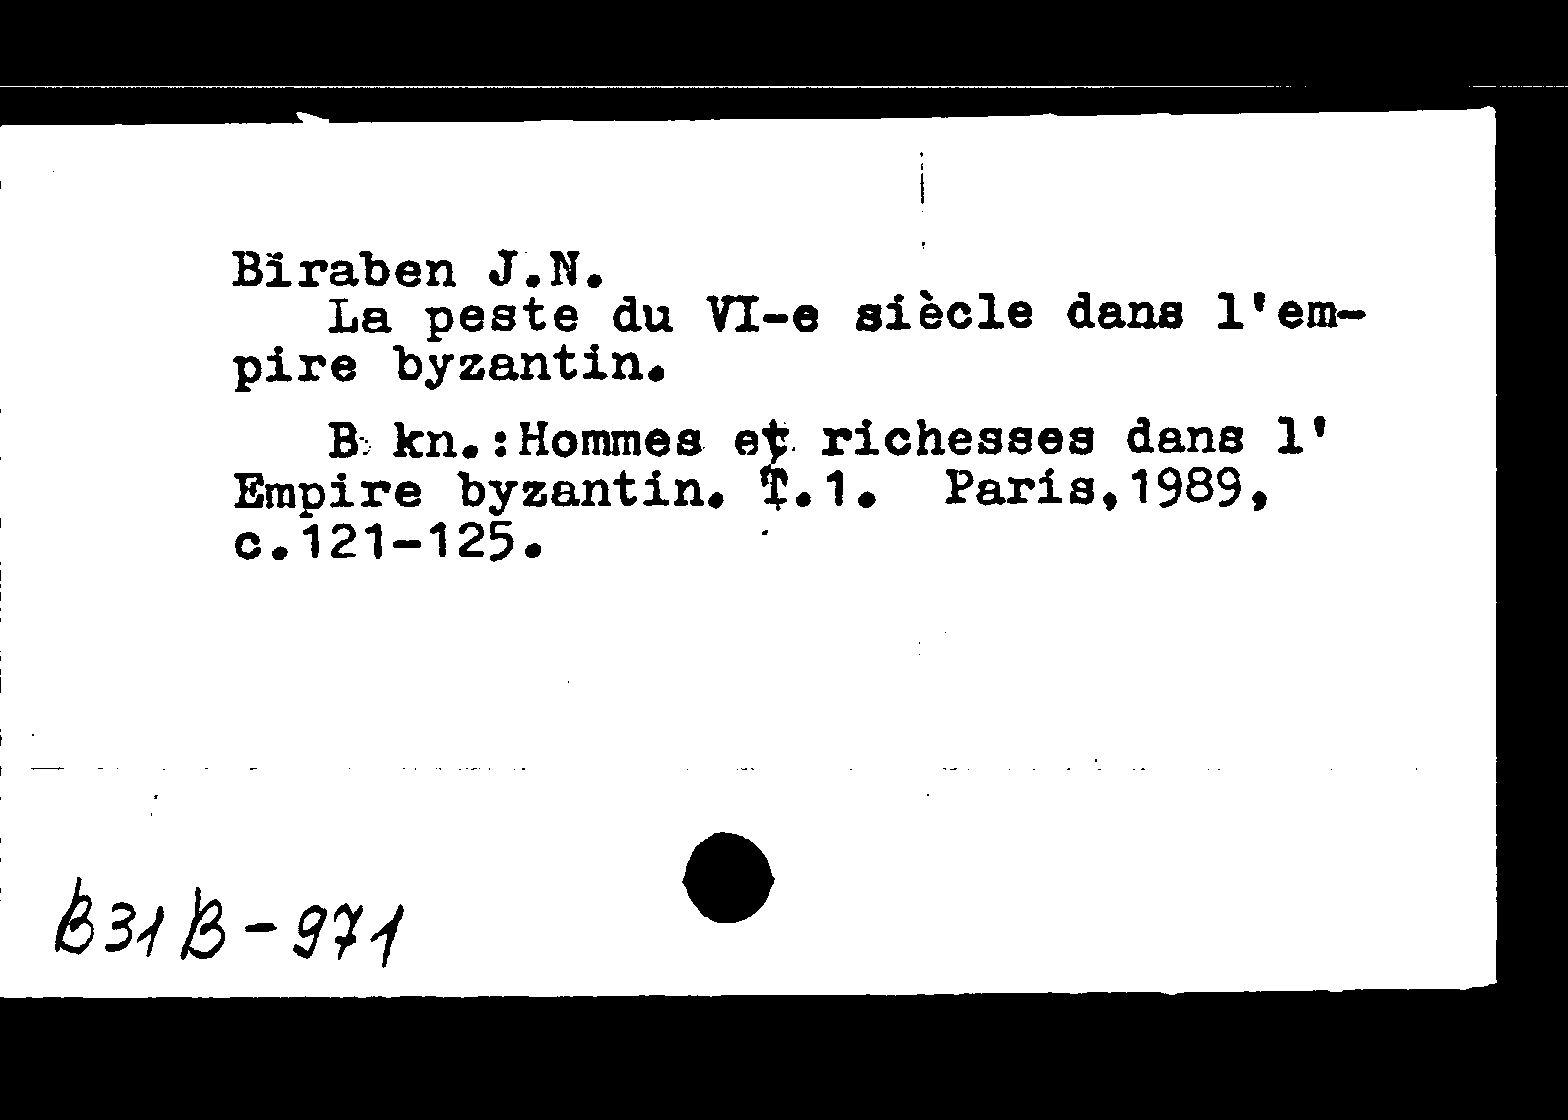 Biraben J.N.
La peste du VI-e siècle dans l'em-
pire byzantin.
B kn.:Hommes et richesses dans l'
Empire byzantin. T.1. Paris,1989,
c.121-125.
B31B-971